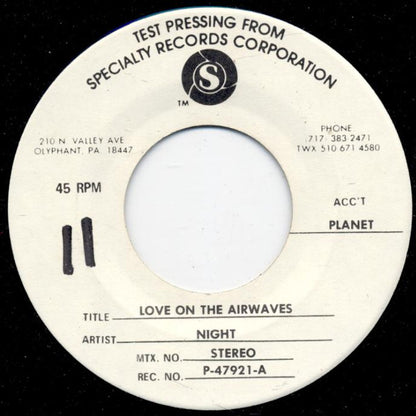 TEST PRESSING FROM
SPECIALTY RECORDS CORPORATION
S
TM
210 N. VALLEY AVE
OLYPHANT, PA. 18447
PHONE
717 383 2471
TWX 510 671 4580
45 RPM
ACC'T
PLANET
11
TITLE LOVE ON THE AIRWAVES
ARTIST NIGHT
MTX. NO. STEREO
REC. NO. P-47921-A